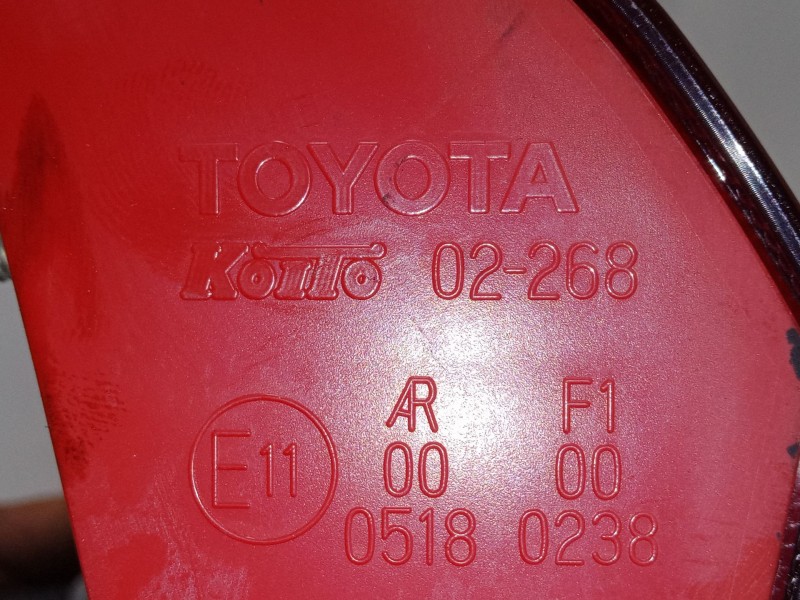 TOYOTA
KOITO 02-268
E11
AR F1
00 00
0518 0238